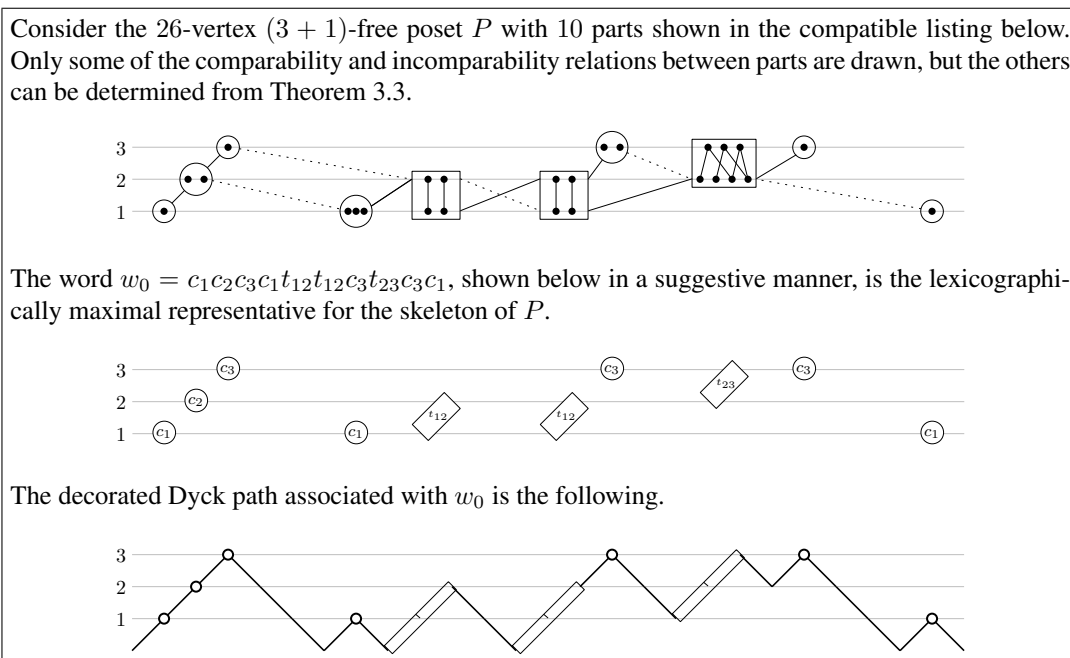 Consider the 26-vertex (3 + 1)-free poset P with 10 parts shown in the compatible listing below.
Only some of the comparability and incomparability relations between parts are drawn, but the others
can be determined from Theorem 3.3.
3
2
1
The word w₀ = c₁c₂c₃c₁t₁₂t₁₂c₃t₂₃c₃c₁, shown below in a suggestive manner, is the lexicographi-
cally maximal representative for the skeleton of P.
3 c₃ c₃ t₂₃ c₃
2 c₂ t₁₂ t₁₂
1 c₁ c₁ c₁
The decorated Dyck path associated with w₀ is the following.
3
2
1